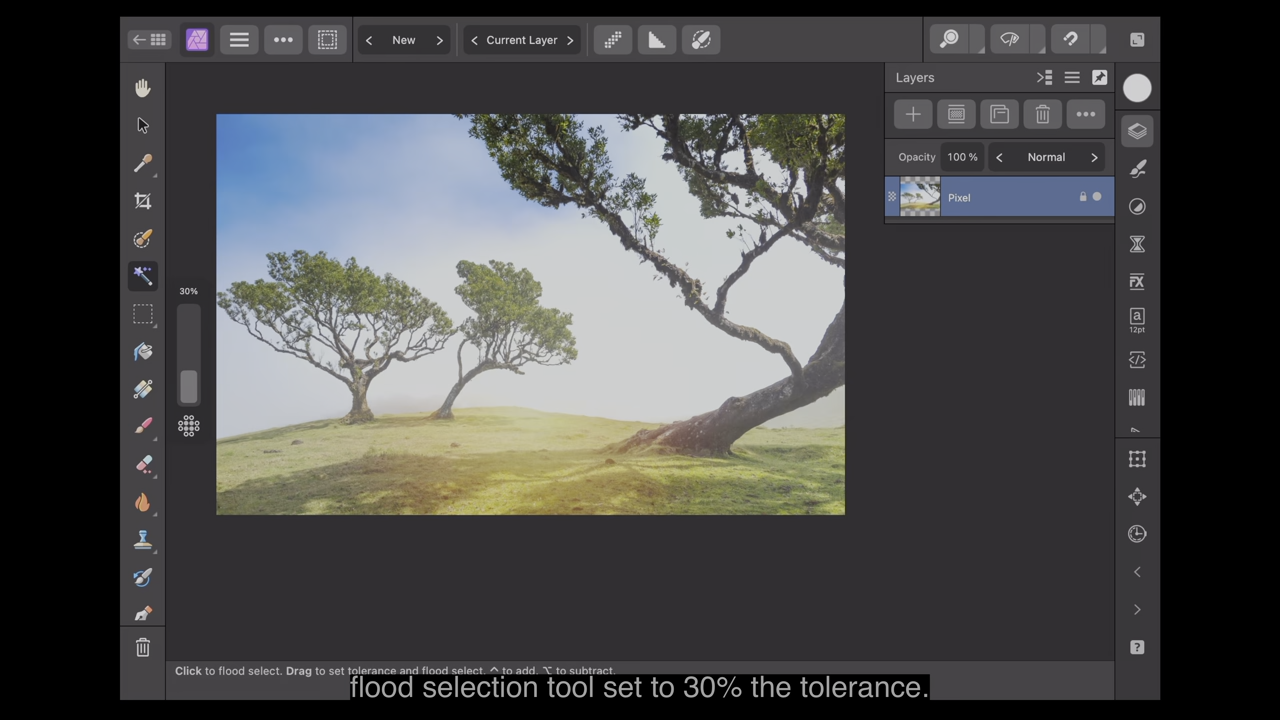 New
Current Layer
Layers
Opacity 100 % Normal
Pixel
30%
FX
a
12pt
?
Click to flood select. Drag to set tolerance and flood select. ^ to add. ⌥ to subtract.
flood selection tool set to 30% the tolerance.